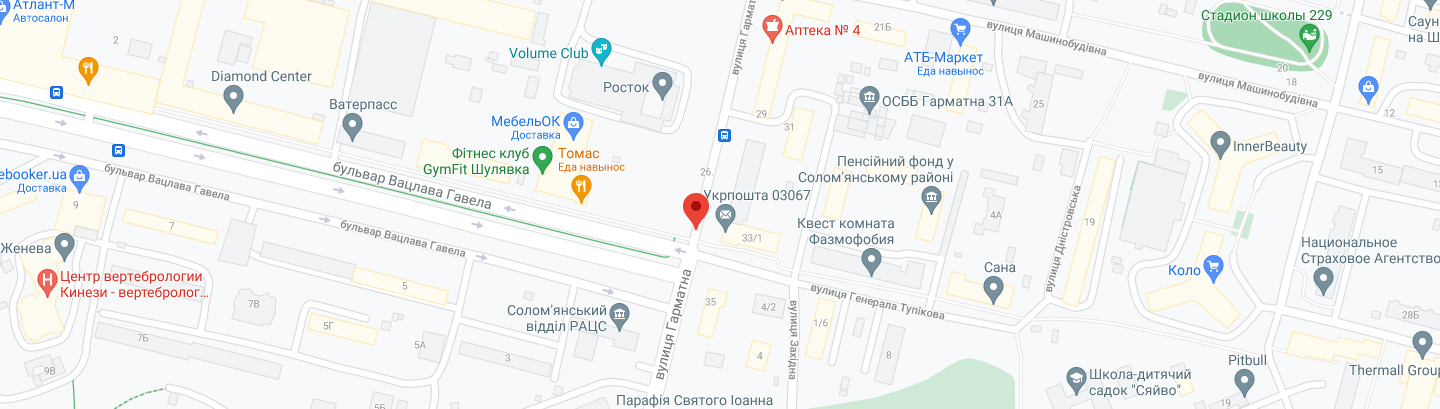 Атлант-М
Автосалон
2
Diamond Center
Ватерпасс
Volume Club
Росток
МебельОК
Доставка
Фітнес клуб
GymFit Шулявка
Томас
Еда навынос
вулиця Гарма
Аптека № 4
21Б
АТБ-Маркет
Еда навынос
вулиця Машинобудівна
Стадион школы 229
Саун
на Ш
20
18
вулиця Машинобудівна
12
25
29
31
ОСББ Гарматна 31А
InnerBeauty
15
Пенсійний фонд у
Солом'янському районі
26
Укрпошта 03067
33/1
Квест комната
Фазмофобия
4А
19
вулиця Дністровська
Сана
Коло
Национальное
Страховое Агентство
28Б
ebooker.ua
Доставка
бульвар Вацлава Гавела
бульвар Вацлава Гавела
бульвар Вацлава Гавела
Женева
7
Центр вертебрологии
Кинези - вертебролог...
7В
5
5Г
7Б
5А
9В
3
5Б
Солом'янський
відділ РАЦС
вулиця Гарматна
35
4/2
4
1/6
8
вулиця Західна
вулиця Генерала Тупікова
Парафія Святого Іоанна
Школа-дитячий
садок "Сяйво"
Pitbull
Thermall Group